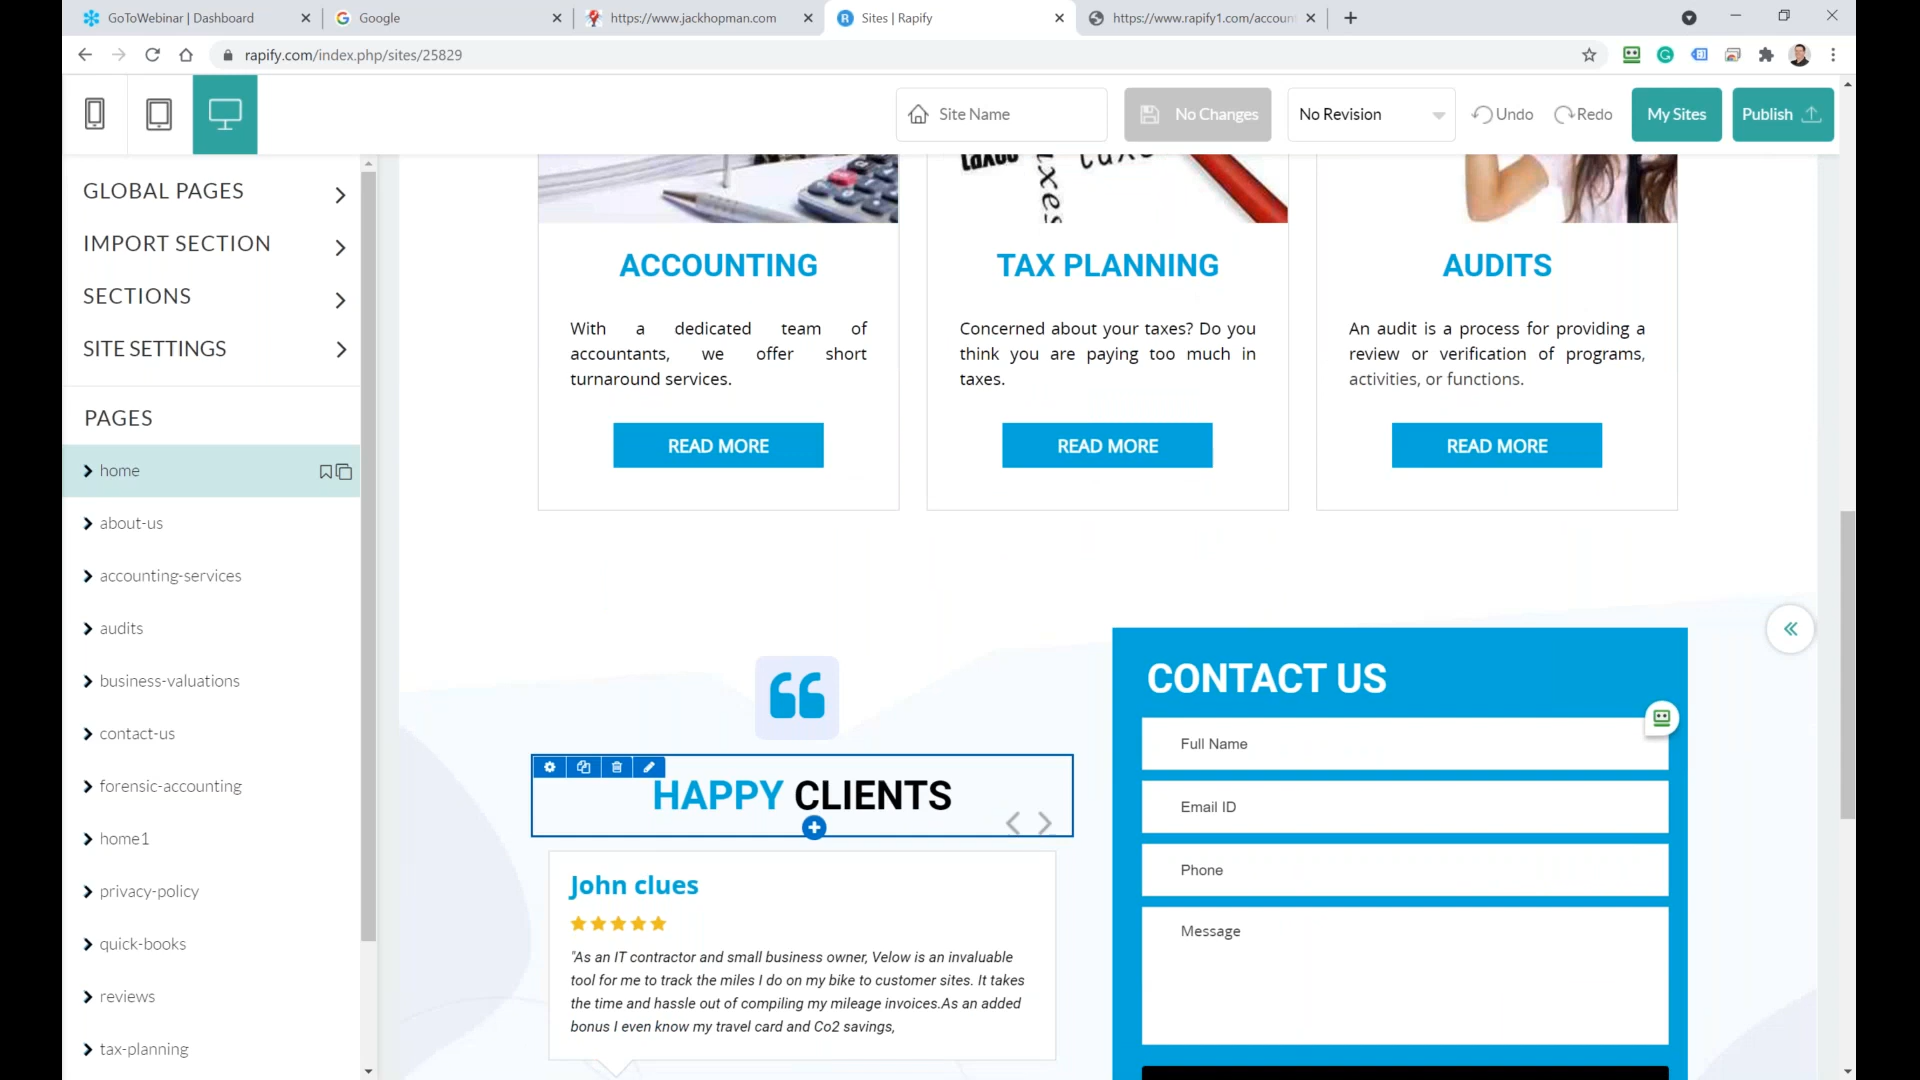 GoToWebinar | Dashboard
Google
https://www.jackhopman.com
Sites | Rapify
https://www.rapify1.com/accoun
rapify.com/index.php/sites/25829
Site Name
No Changes
No Revision
Undo
Redo
My Sites
Publish
GLOBAL PAGES
IMPORT SECTION
SECTIONS
SITE SETTINGS
PAGES
home
about-us
accounting-services
audits
business-valuations
contact-us
forensic-accounting
home1
privacy-policy
quick-books
reviews
tax-planning
taxes
taxes
ACCOUNTING
With a dedicated team of
accountants, we offer short
turnaround services.
READ MORE
TAX PLANNING
Concerned about your taxes? Do you
think you are paying too much in
taxes.
READ MORE
AUDITS
An audit is a process for providing a
review or verification of programs,
activities, or functions.
READ MORE
HAPPY CLIENTS
John clues
"As an IT contractor and small business owner, Velow is an invaluable
tool for me to track the miles I do on my bike to customer sites. It takes
the time and hassle out of compiling my mileage invoices.As an added
bonus I even know my travel card and Co2 savings,
CONTACT US
Full Name
Email ID
Phone
Message